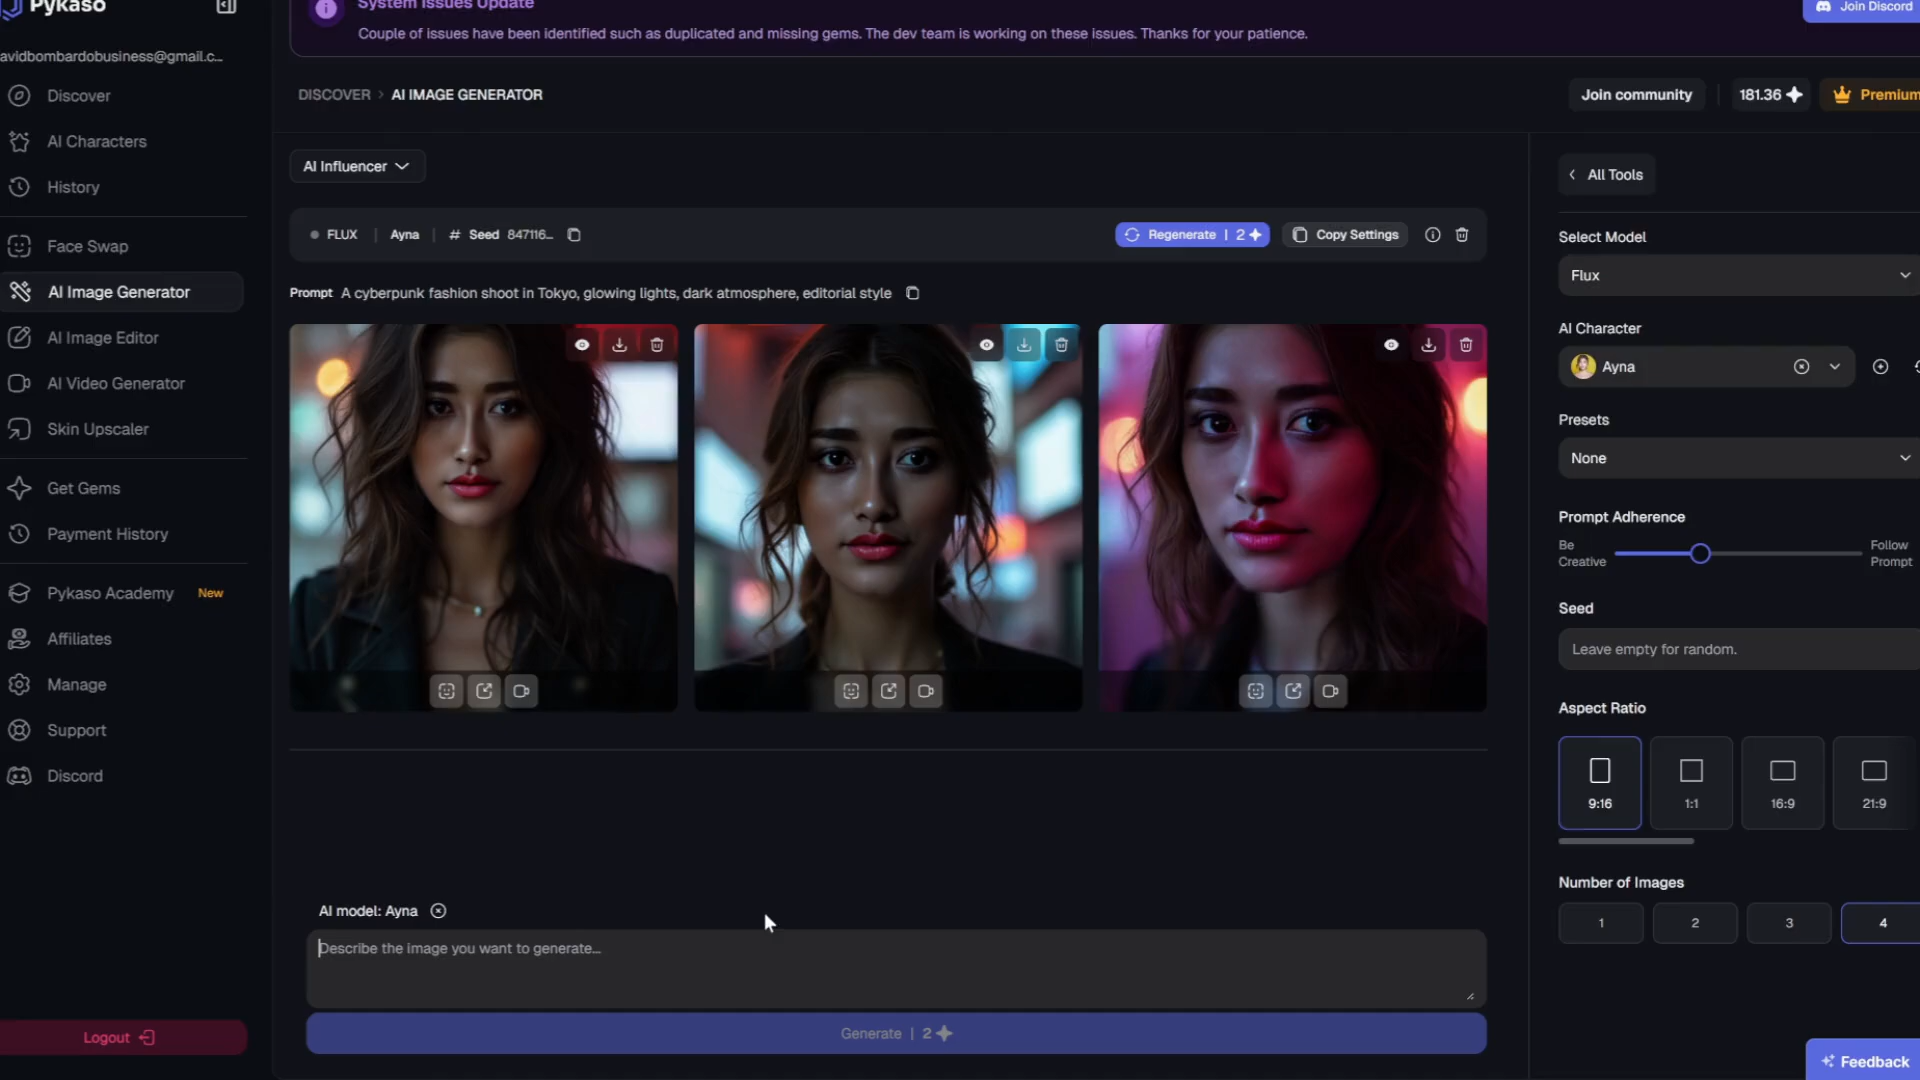 Pykaso
System Issues Update
Couple of issues have been identified such as duplicated and missing gems. The dev team is working on these issues. Thanks for your patience.
Join Discord
avidbombardobusiness@gmail.c...
Discover
AI Characters
History
Face Swap
AI Image Generator
AI Image Editor
AI Video Generator
Skin Upscaler
Get Gems
Payment History
Pykaso Academy New
Affiliates
Manage
Support
Discord
Logout
DISCOVER > AI IMAGE GENERATOR
Join community
181.36
Premium
AI Influencer
FLUX | Ayna | # Seed 847116...
Regenerate | 2
Copy Settings
Prompt A cyberpunk fashion shoot in Tokyo, glowing lights, dark atmosphere, editorial style
AI model: Ayna
Describe the image you want to generate...
Generate | 2
All Tools
Select Model
Flux
AI Character
Ayna
Presets
None
Prompt Adherence
Be Creative
Follow Prompt
Seed
Leave empty for random.
Aspect Ratio
9:16
1:1
16:9
21:9
Number of Images
1
2
3
4
Feedback